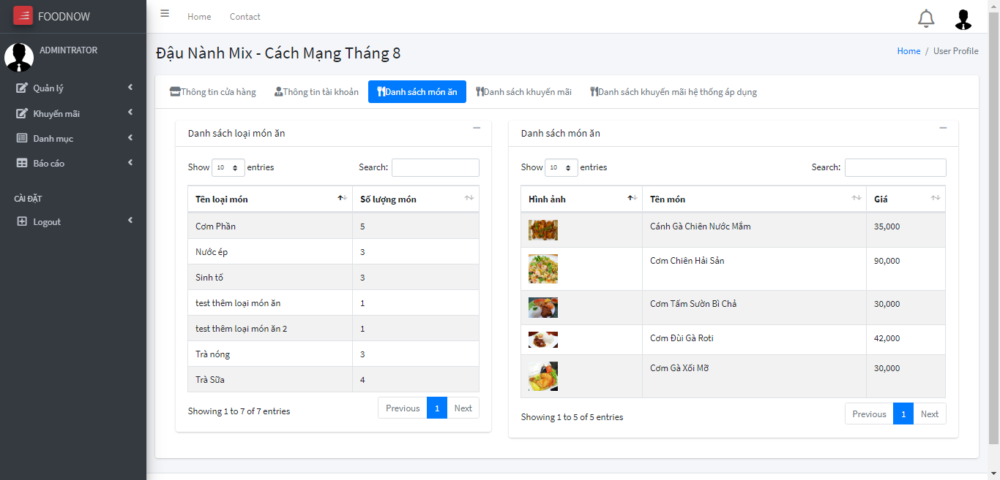 FOODNOW
Home Contact
ADMINTRATOR
Quản lý
Khuyến mãi
Danh mục
Báo cáo
CÀI ĐẶT
Logout
Đậu Nành Mix - Cách Mạng Tháng 8
Home / User Profile
Thông tin cửa hàng Thông tin tài khoản Danh sách món ăn Danh sách khuyến mãi Danh sách khuyến mãi hệ thống áp dụng
Danh sách loại món ăn
Show 10 entries Search:
Tên loại món Số lượng món
Cơm Phần 5
Nước ép 3
Sinh tố 3
test thêm loại món ăn 1
test thêm loại món ăn 2 1
Trà nóng 3
Trà Sữa 4
Showing 1 to 7 of 7 entries
Previous 1 Next
Danh sách món ăn
Show 10 entries Search:
Hình ảnh Tên món Giá
Cánh Gà Chiên Nước Mắm 35,000
Cơm Chiên Hải Sản 90,000
Cơm Tấm Sườn Bì Chả 30,000
Cơm Đùi Gà Roti 42,000
Cơm Gà Xối Mỡ 30,000
Showing 1 to 5 of 5 entries
Previous 1 Next